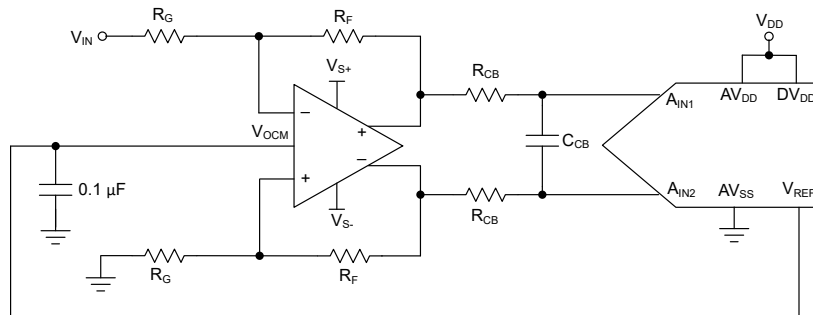 V_IN
R_G
R_F
V_DD
V_S+
R_CB
A_IN1
AV_DD
DV_DD
−
+
V_OCM
C_CB
−
+
0.1 µF
V_S-
A_IN2
AV_SS
V_REF
R_CB
R_G
R_F